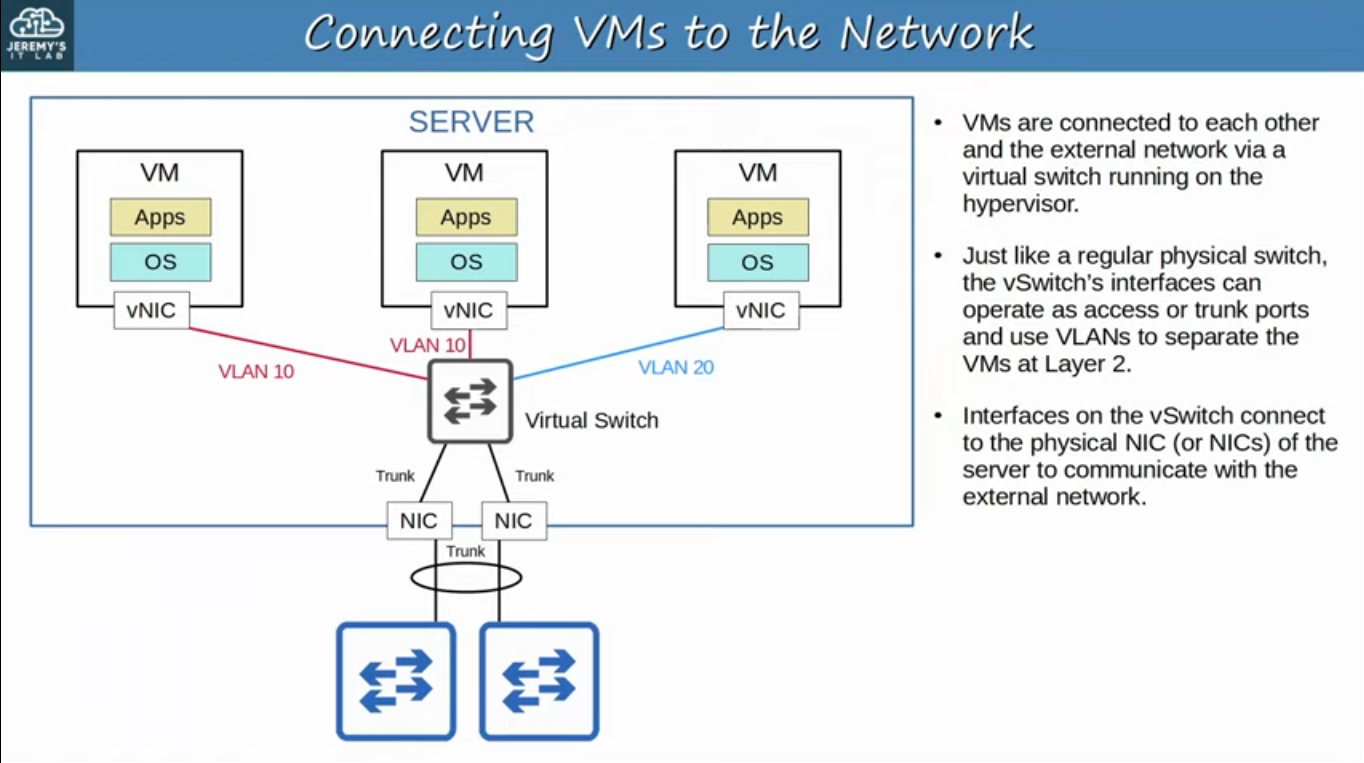 JEREMY'S
IT LAB
Connecting VMs to the Network
SERVER
VM
VM
VM
Apps
Apps
Apps
OS
OS
OS
vNIC
vNIC
vNIC
VLAN 10
VLAN 10
VLAN 20
Virtual Switch
Trunk
Trunk
NIC
NIC
Trunk
• VMs are connected to each other
and the external network via a
virtual switch running on the
hypervisor.
• Just like a regular physical switch,
the vSwitch's interfaces can
operate as access or trunk ports
and use VLANs to separate the
VMs at Layer 2.
• Interfaces on the vSwitch connect
to the physical NIC (or NICs) of the
server to communicate with the
external network.